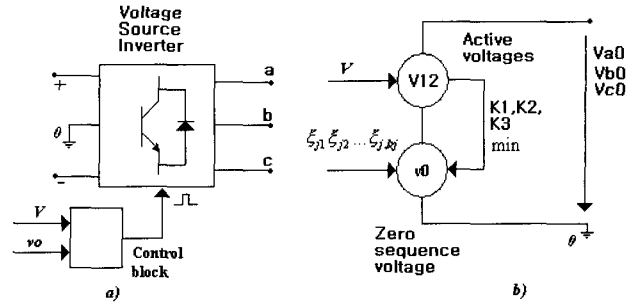 Voltage
Source
Inverter
+
θ
-
a
b
c
V
vo
Control
block
a)
Active
voltages
V
V12
K1,K2,
K3
min
ξj1 ξj2 ... ξj,kj
v0
Va0
Vb0
Vc0
Zero
sequence
voltage
θ
b)